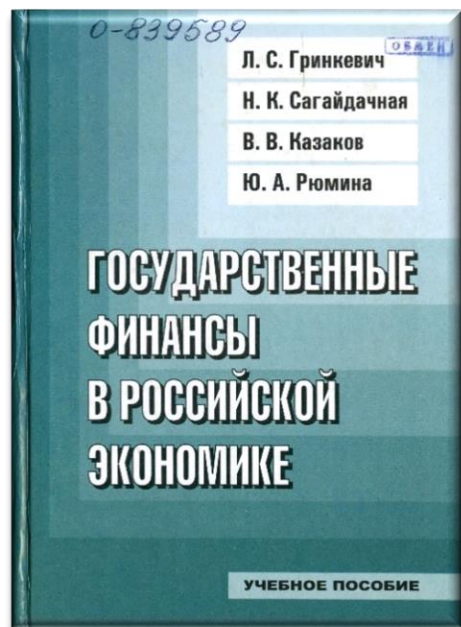 0-839589
ОБМЕН
Л. С. Гринкевич
Н. К. Сагайдачная
В. В. Казаков
Ю. А. Рюмина
ГОСУДАРСТВЕННЫЕ
ФИНАНСЫ
В РОССИЙСКОЙ
ЭКОНОМИКЕ
УЧЕБНОЕ ПОСОБИЕ